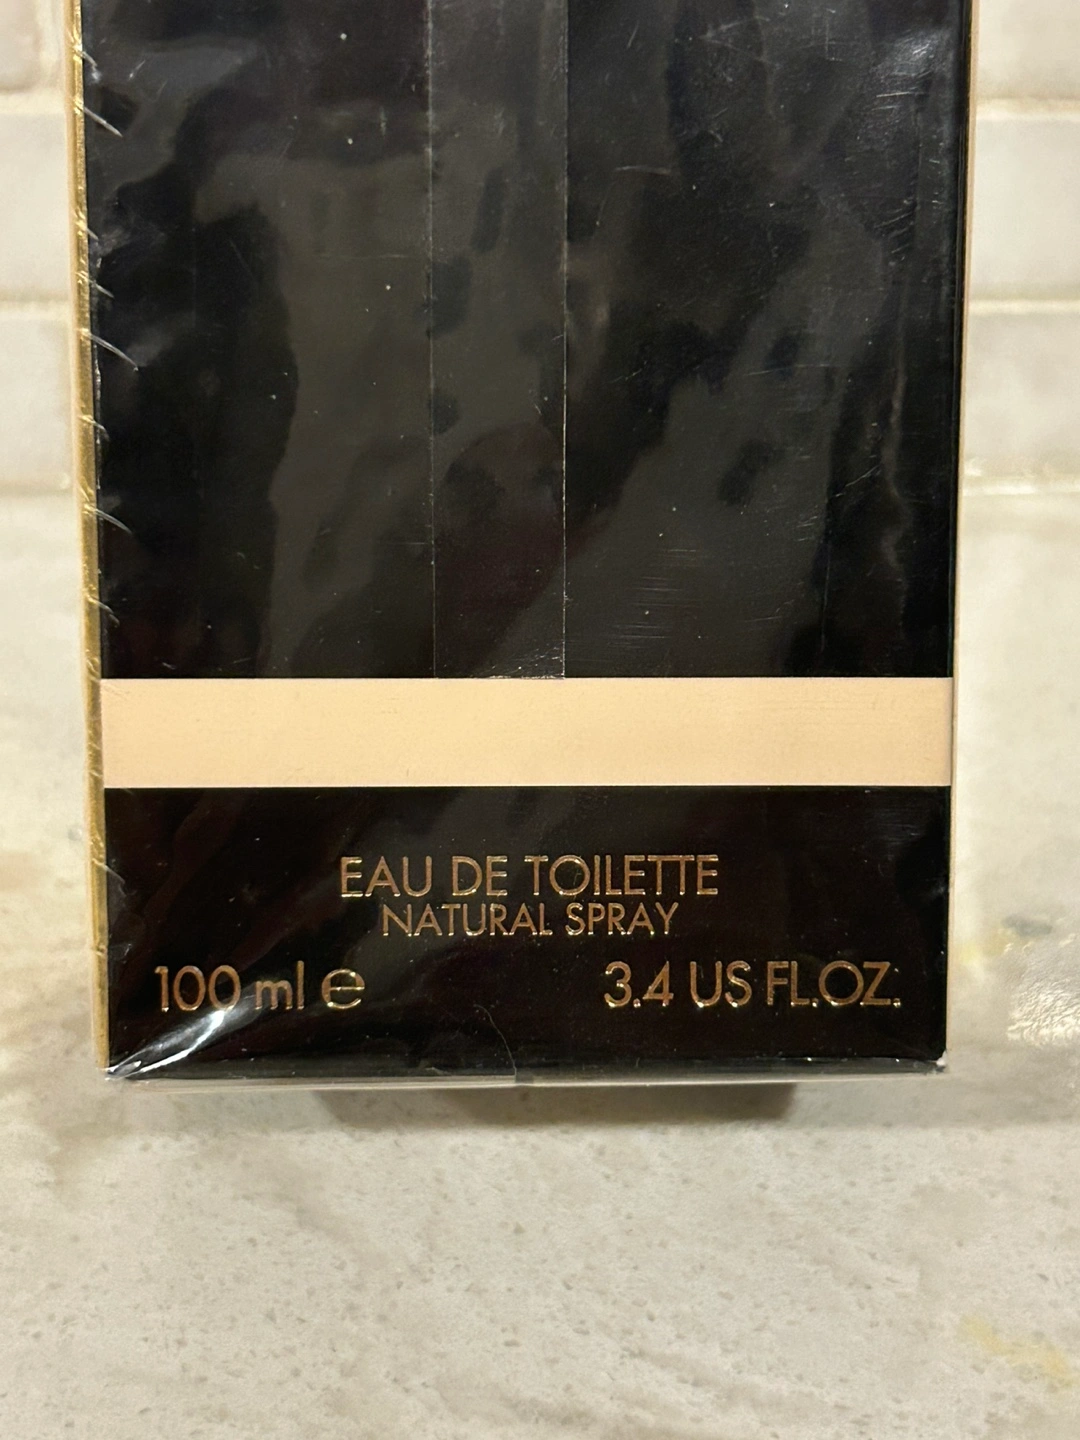 EAU DE TOILETTE
NATURAL SPRAY
100 ml ℮ 3.4 US FL.OZ.